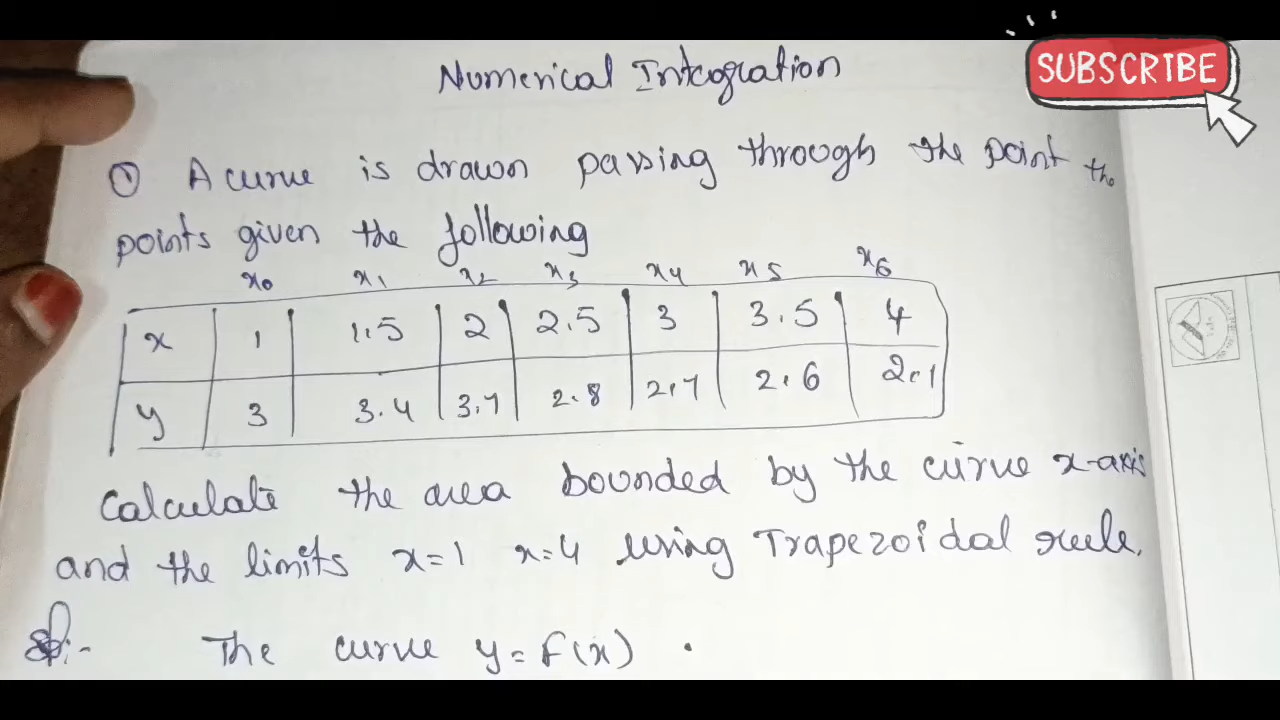 Numerical Integration
SUBSCRIBE
① A curve is drawn passing through the point the
points given the following
x0 x1 x2 x3 x4 x5 x6
x 1 1.5 2 2.5 3 3.5 4
y 3 3.4 3.7 2.8 2.7 2.6 2.1
Calculate the area bounded by the curve x-axis
and the limits x=1 x=4 using Trapezoidal rule.
Sol:- The curve y=f(x)